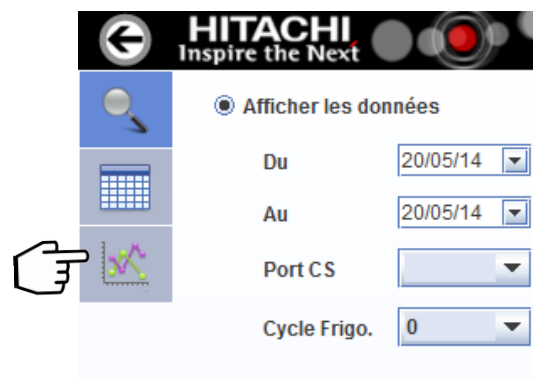 HITACHI
Inspire the Next
Afficher les données
Du 20/05/14
Au 20/05/14
Port CS
Cycle Frigo. 0